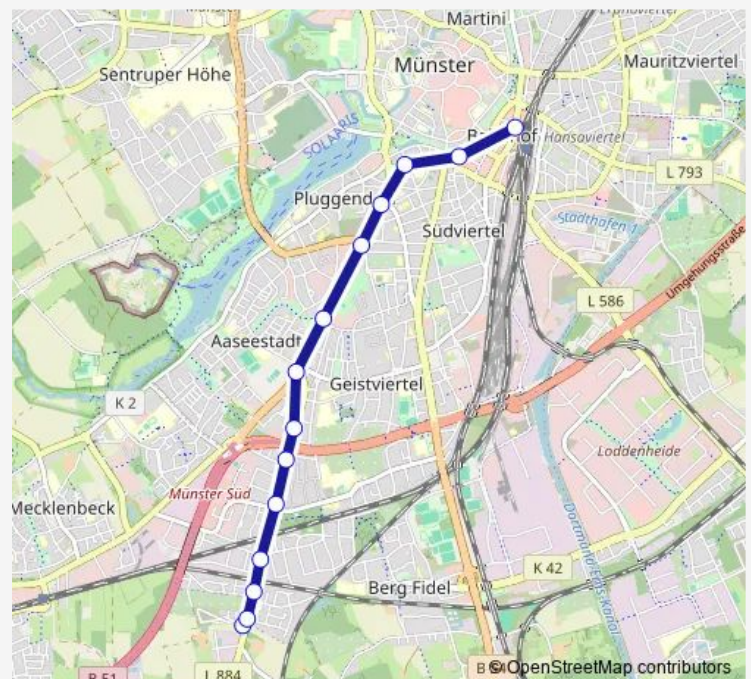 Martini
Mauritzviertel
Sentruper Höhe
Münster
Hansaviertel
SOLAARIS
L 793
Pluggend
Südviertel
Stadthafen 1
Umgehungsstraße
L 586
Aaseestadt
Geistviertel
K 2
Loddenheide
Münster Süd
Mecklenbeck
Dortmund-Ems-Kanal
K 42
Berg Fidel
L 884
B 51
© OpenStreetMap contributors